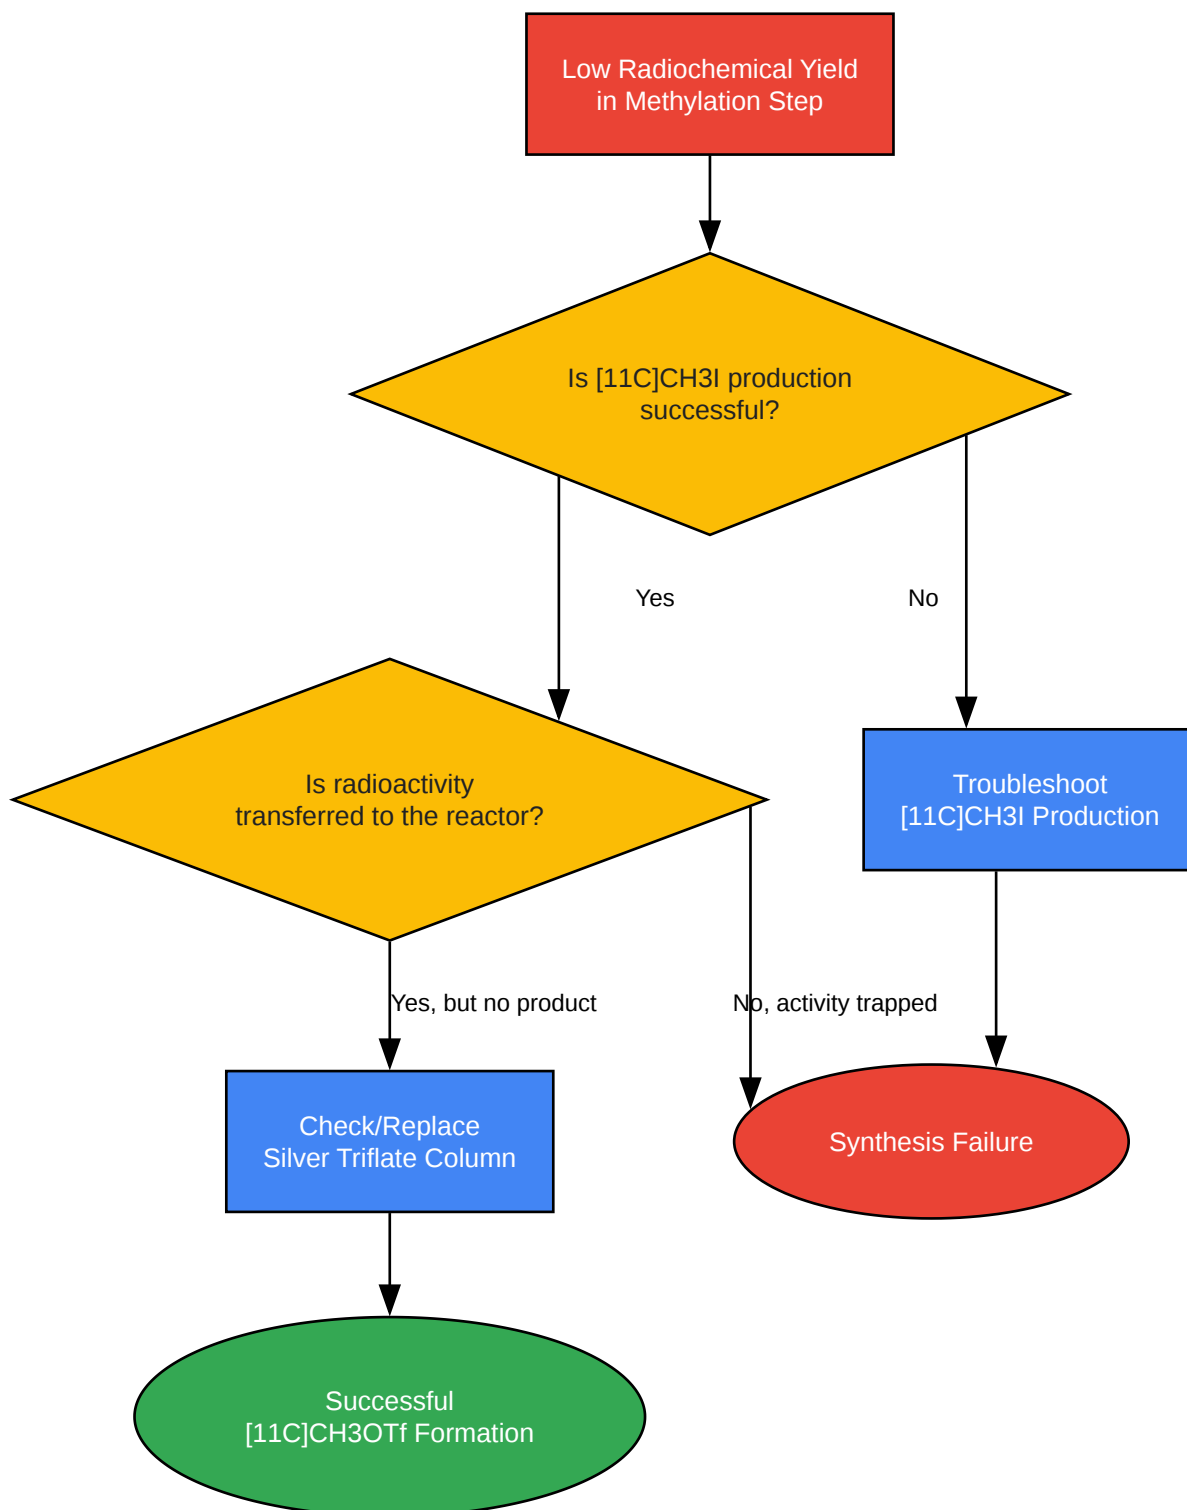 Low Radiochemical Yield
in Methylation Step
Is [11C]CH3I production
successful?
Yes
No
Is radioactivity
transferred to the reactor?
Troubleshoot
[11C]CH3I Production
Yes, but no product
No, activity trapped
Check/Replace
Silver Triflate Column
Synthesis Failure
Successful
[11C]CH3OTf Formation